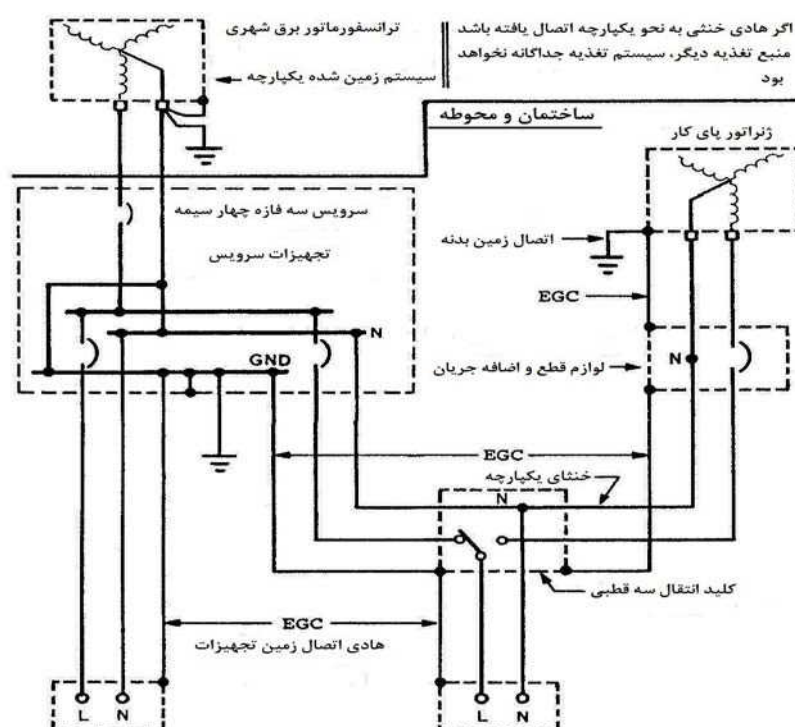 ترانسفورماتور برق شهری
سیستم زمین شده یکپارچه
اگر هادی خنثی به نحو یکپارچه اتصال یافته باشد
منبع تغذیه دیگر، سیستم تغذیه جداگانه نخواهد
بود
ساختمان و محوطه
ژنراتور پای کار
سرویس سه فازه چهار سیمه
تجهیزات سرویس
اتصال زمین بدنه
EGC
N
GND
N
لوازم قطع و اضافه جریان
EGC
خنثای یکپارچه
N
کلید انتقال سه قطبی
EGC
هادی اتصال زمین تجهیزات
L N
L N